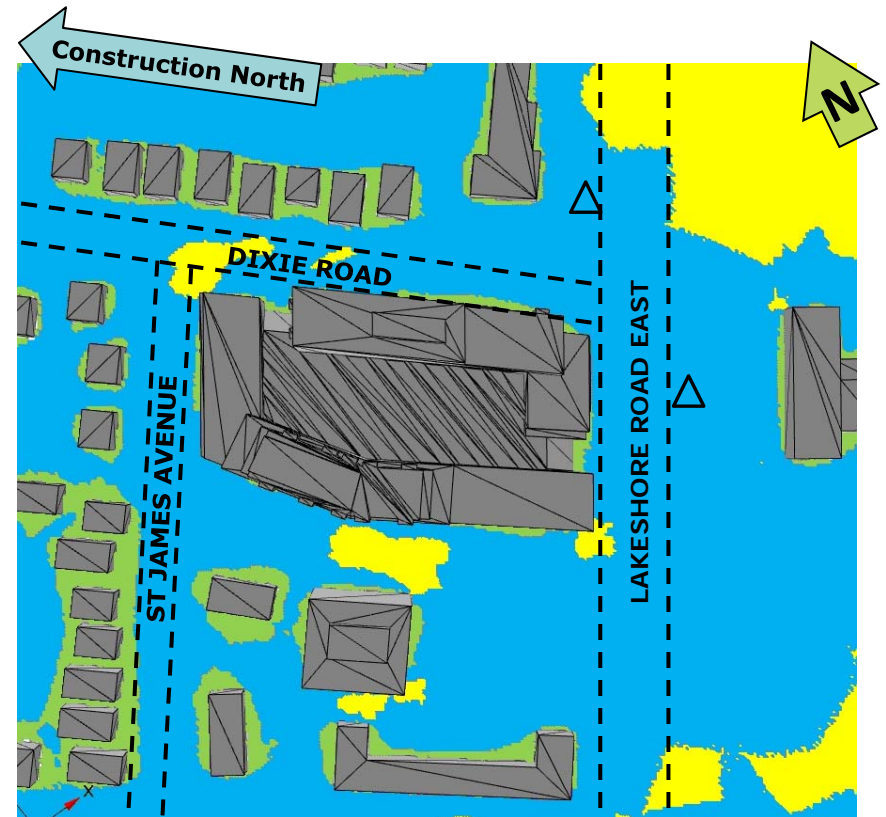 Construction North
N
DIXIE ROAD
LAKESHORE ROAD EAST
ST JAMES AVENUE
X